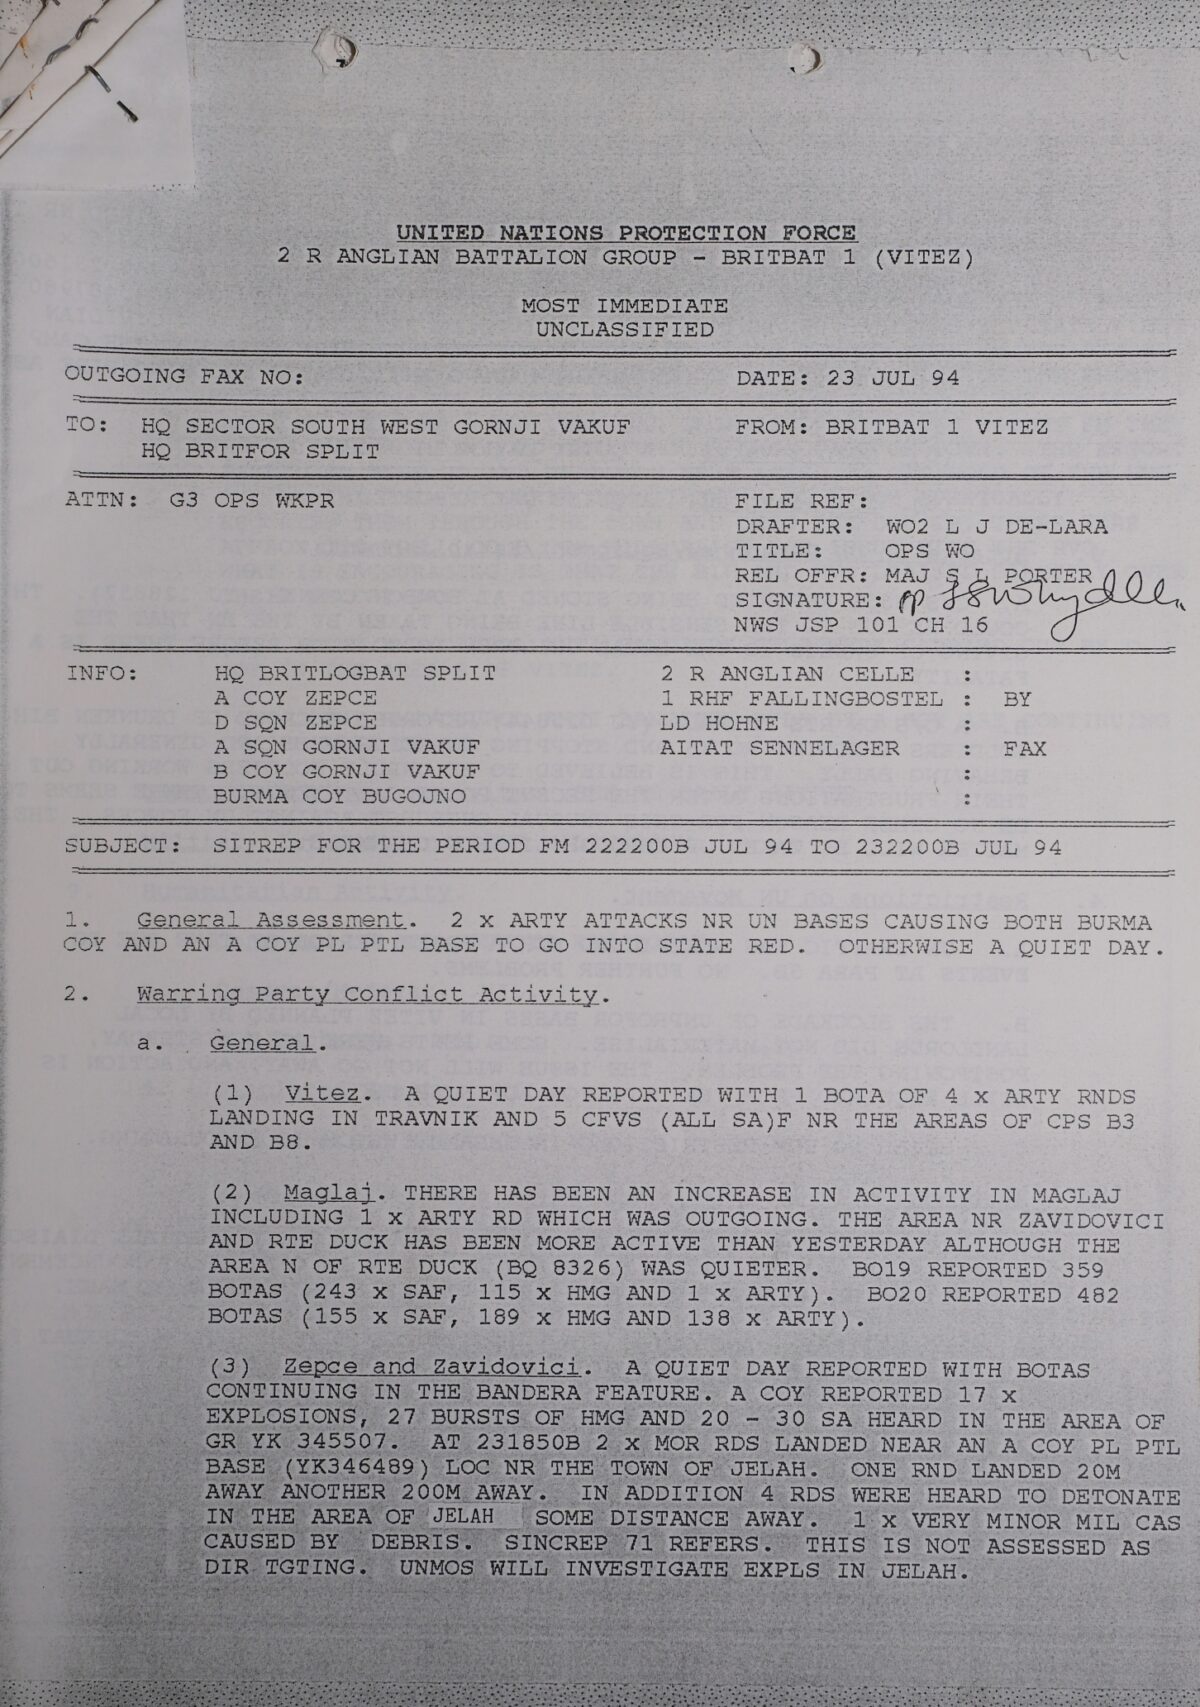 UNITED NATIONS PROTECTION FORCE
2 R ANGLIAN BATTALION GROUP - BRITBAT 1 (VITEZ)
MOST IMMEDIATE
UNCLASSIFIED
OUTGOING FAX NO: DATE: 23 JUL 94
TO: HQ SECTOR SOUTH WEST GORNJI VAKUF FROM: BRITBAT 1 VITEZ
HQ BRITFOR SPLIT
ATTN: G3 OPS WKPR FILE REF:
DRAFTER: WO2 L J DE-LARA
TITLE: OPS WO
REL OFFR: MAJ S L PORTER
SIGNATURE: pp
NWS JSP 101 CH 16
INFO: HQ BRITLOGBAT SPLIT 2 R ANGLIAN CELLE :
A COY ZEPCE 1 RHF FALLINGBOSTEL : BY
D SQN ZEPCE LD HOHNE :
A SQN GORNJI VAKUF AITAT SENNELAGER : FAX
B COY GORNJI VAKUF :
BURMA COY BUGOJNO :
SUBJECT: SITREP FOR THE PERIOD FM 222200B JUL 94 TO 232200B JUL 94
1. General Assessment. 2 x ARTY ATTACKS NR UN BASES CAUSING BOTH BURMA
COY AND AN A COY PL PTL BASE TO GO INTO STATE RED. OTHERWISE A QUIET DAY.
2. Warring Party Conflict Activity.
a. General.
(1) Vitez. A QUIET DAY REPORTED WITH 1 BOTA OF 4 x ARTY RNDS
LANDING IN TRAVNIK AND 5 CFVS (ALL SA)F NR THE AREAS OF CPS B3
AND B8.
(2) Maglaj. THERE HAS BEEN AN INCREASE IN ACTIVITY IN MAGLAJ
INCLUDING 1 x ARTY RD WHICH WAS OUTGOING. THE AREA NR ZAVIDOVICI
AND RTE DUCK HAS BEEN MORE ACTIVE THAN YESTERDAY ALTHOUGH THE
AREA N OF RTE DUCK (BQ 8326) WAS QUIETER. BO19 REPORTED 359
BOTAS (243 x SAF, 115 x HMG AND 1 x ARTY). BO20 REPORTED 482
BOTAS (155 x SAF, 189 x HMG AND 138 x ARTY).
(3) Zepce and Zavidovici. A QUIET DAY REPORTED WITH BOTAS
CONTINUING IN THE BANDERA FEATURE. A COY REPORTED 17 x
EXPLOSIONS, 27 BURSTS OF HMG AND 20 - 30 SA HEARD IN THE AREA OF
GR YK 345507. AT 231850B 2 x MOR RDS LANDED NEAR AN A COY PL PTL
BASE (YK346489) LOC NR THE TOWN OF JELAH. ONE RND LANDED 20M
AWAY ANOTHER 200M AWAY. IN ADDITION 4 RDS WERE HEARD TO DETONATE
IN THE AREA OF JELAH SOME DISTANCE AWAY. 1 x VERY MINOR MIL CAS
CAUSED BY DEBRIS. SINCREP 71 REFERS. THIS IS NOT ASSESSED AS
DIR TGTING. UNMOS WILL INVESTIGATE EXPLS IN JELAH.